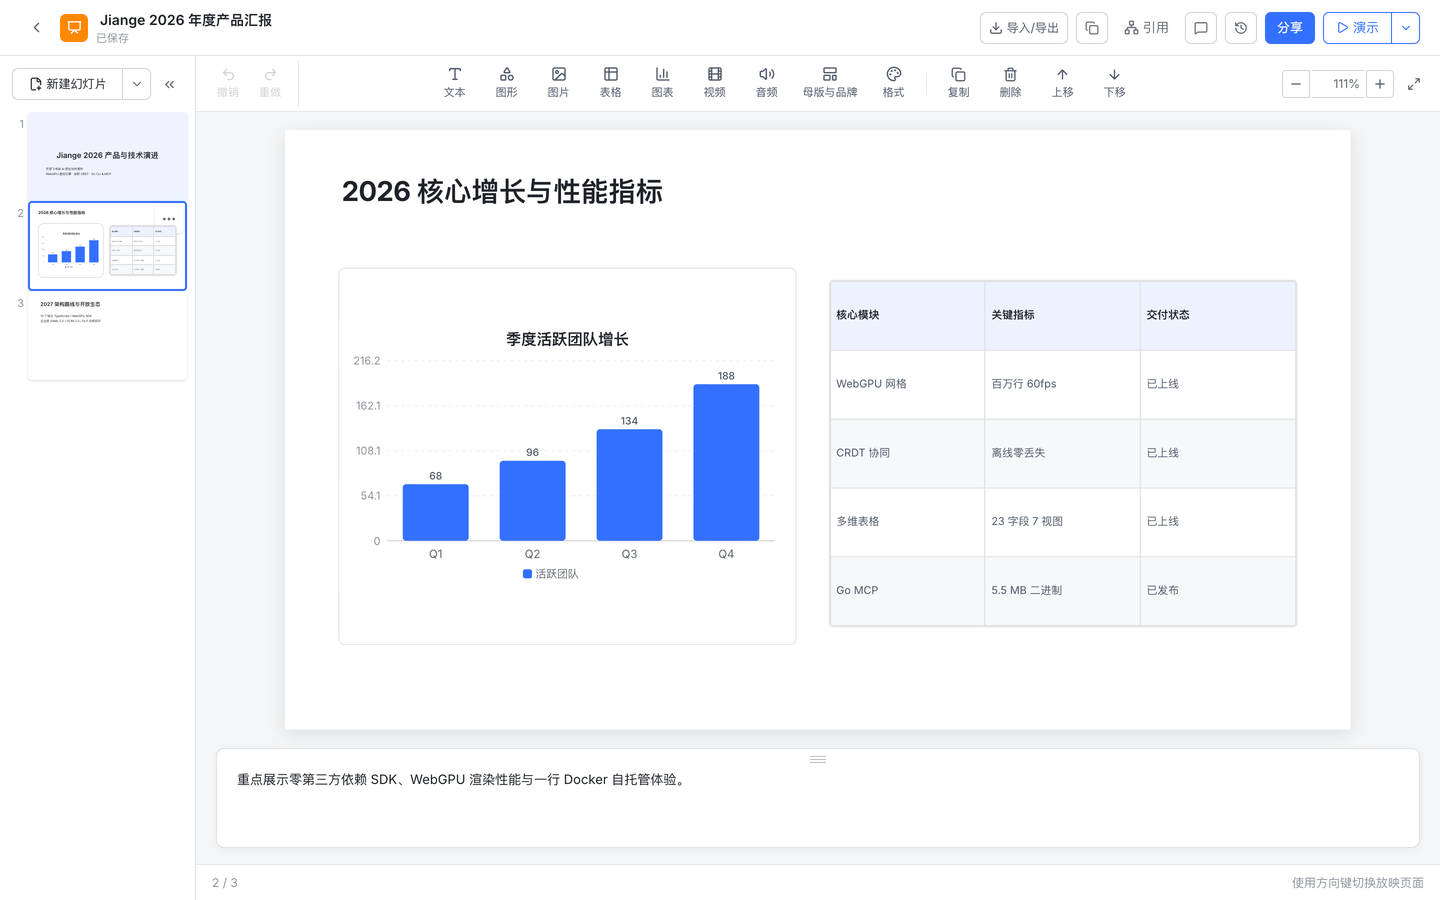 Jiange 2026 年度产品汇报
已保存
导入/导出
引用
分享
演示
新建幻灯片
撤销
重做
文本
图形
图片
表格
图表
视频
音频
母版与品牌
格式
复制
删除
上移
下移
111%
1
Jiange 2026 产品与技术演进
2
2026 核心增长与性能指标
3
2027 架构路线与开放生态
2026 核心增长与性能指标
季度活跃团队增长
216.2
162.1
108.1
54.1
0
68
96
134
188
Q1
Q2
Q3
Q4
活跃团队
核心模块 关键指标 交付状态
WebGPU 网格 百万行 60fps 已上线
CRDT 协同 离线零丢失 已上线
多维表格 23 字段 7 视图 已上线
Go MCP 5.5 MB 二进制 已发布
重点展示零第三方依赖 SDK、WebGPU 渲染性能与一行 Docker 自托管体验。
2 / 3
使用方向键切换放映页面